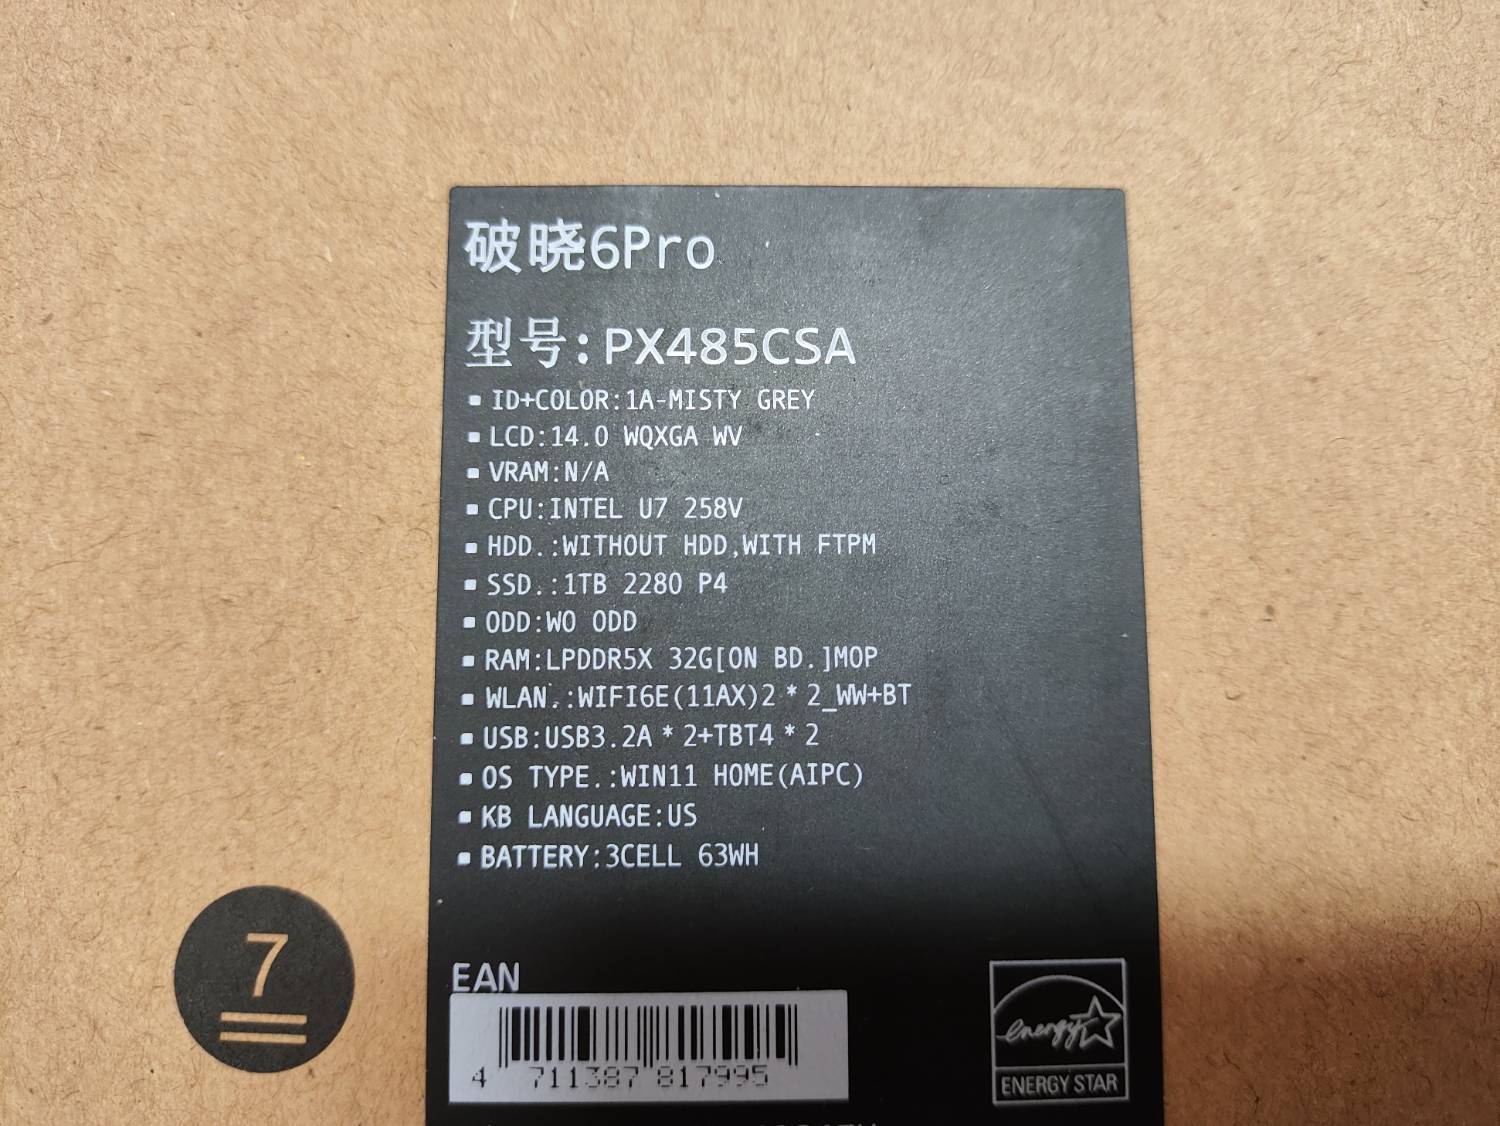 破晓6Pro
型号:PX485CSA
▪ ID+COLOR:1A-MISTY GREY
▪ LCD:14.0 WQXGA WV
▪ VRAM:N/A
▪ CPU:INTEL U7 258V
▪ HDD.:WITHOUT HDD,WITH FTPM
▪ SSD.:1TB 2280 P4
▪ ODD:WO ODD
▪ RAM:LPDDR5X 32G[ON BD.]MOP
▪ WLAN.:WIFI6E(11AX)2*2_WW+BT
▪ USB:USB3.2A*2+TBT4*2
▪ OS TYPE.:WIN11 HOME(AIPC)
▪ KB LANGUAGE:US
▪ BATTERY:3CELL 63WH
7
EAN
4 711387 817995
energy
ENERGY STAR